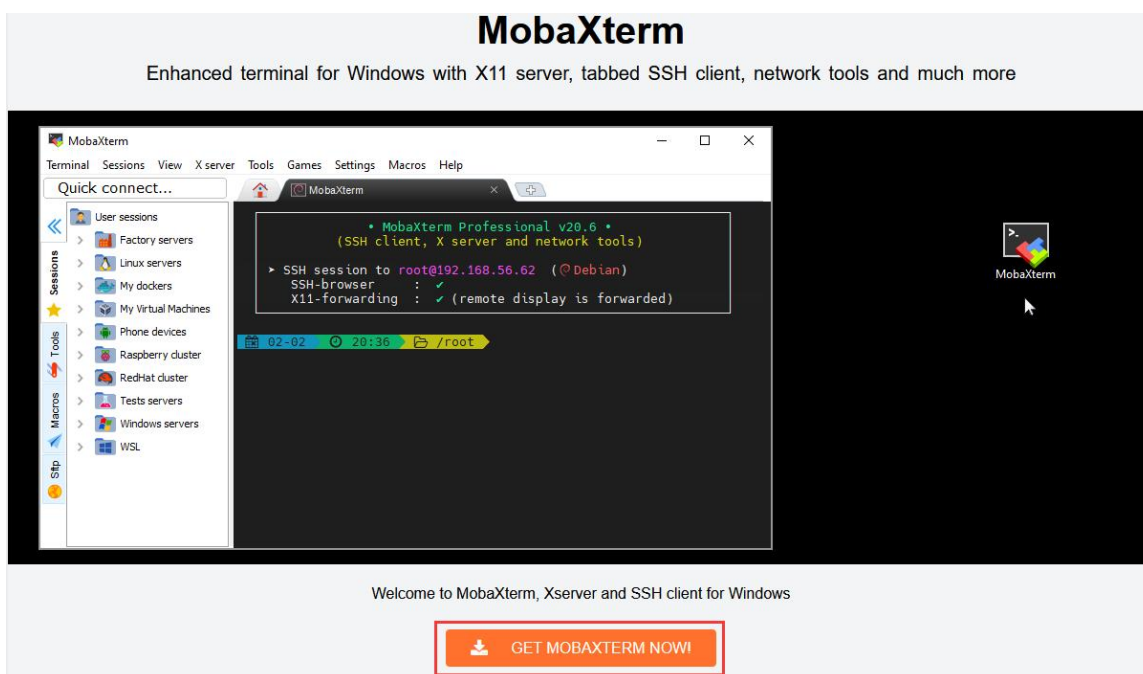 MobaXterm
Enhanced terminal for Windows with X11 server, tabbed SSH client, network tools and much more
MobaXterm
Terminal Sessions View X server Tools Games Settings Macros Help
Quick connect...
MobaXterm
Sessions
Tools
Macros
Sftp
User sessions
Factory servers
Linux servers
My dockers
My Virtual Machines
Phone devices
Raspberry cluster
RedHat cluster
Tests servers
Windows servers
WSL
• MobaXterm Professional v20.6 •
(SSH client, X server and network tools)
➤ SSH session to root@192.168.56.62 (Debian)
SSH-browser : ✔
X11-forwarding : ✔ (remote display is forwarded)
02-02 20:36 /root
MobaXterm
Welcome to MobaXterm, Xserver and SSH client for Windows
GET MOBAXTERM NOW!